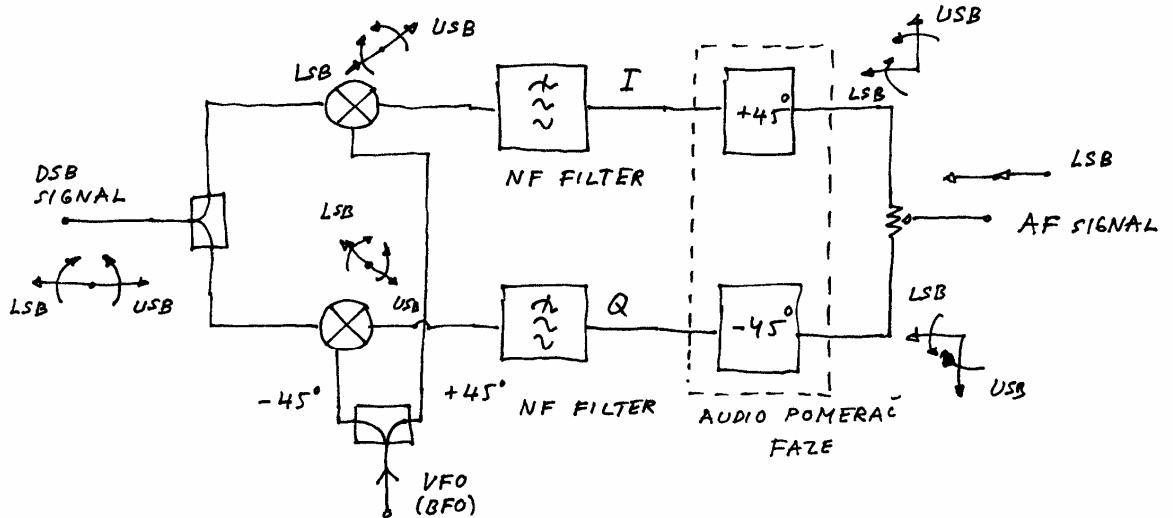 USB
LSB
I
+45°
NF FILTER
USB
LSB
LSB
AF SIGNAL
DSB
SIGNAL
LSB
USB
LSB
USB
Q
-45°
NF FILTER
LSB
USB
-45°
+45°
AUDIO POMERAČ
FAZE
VFO
(BFO)